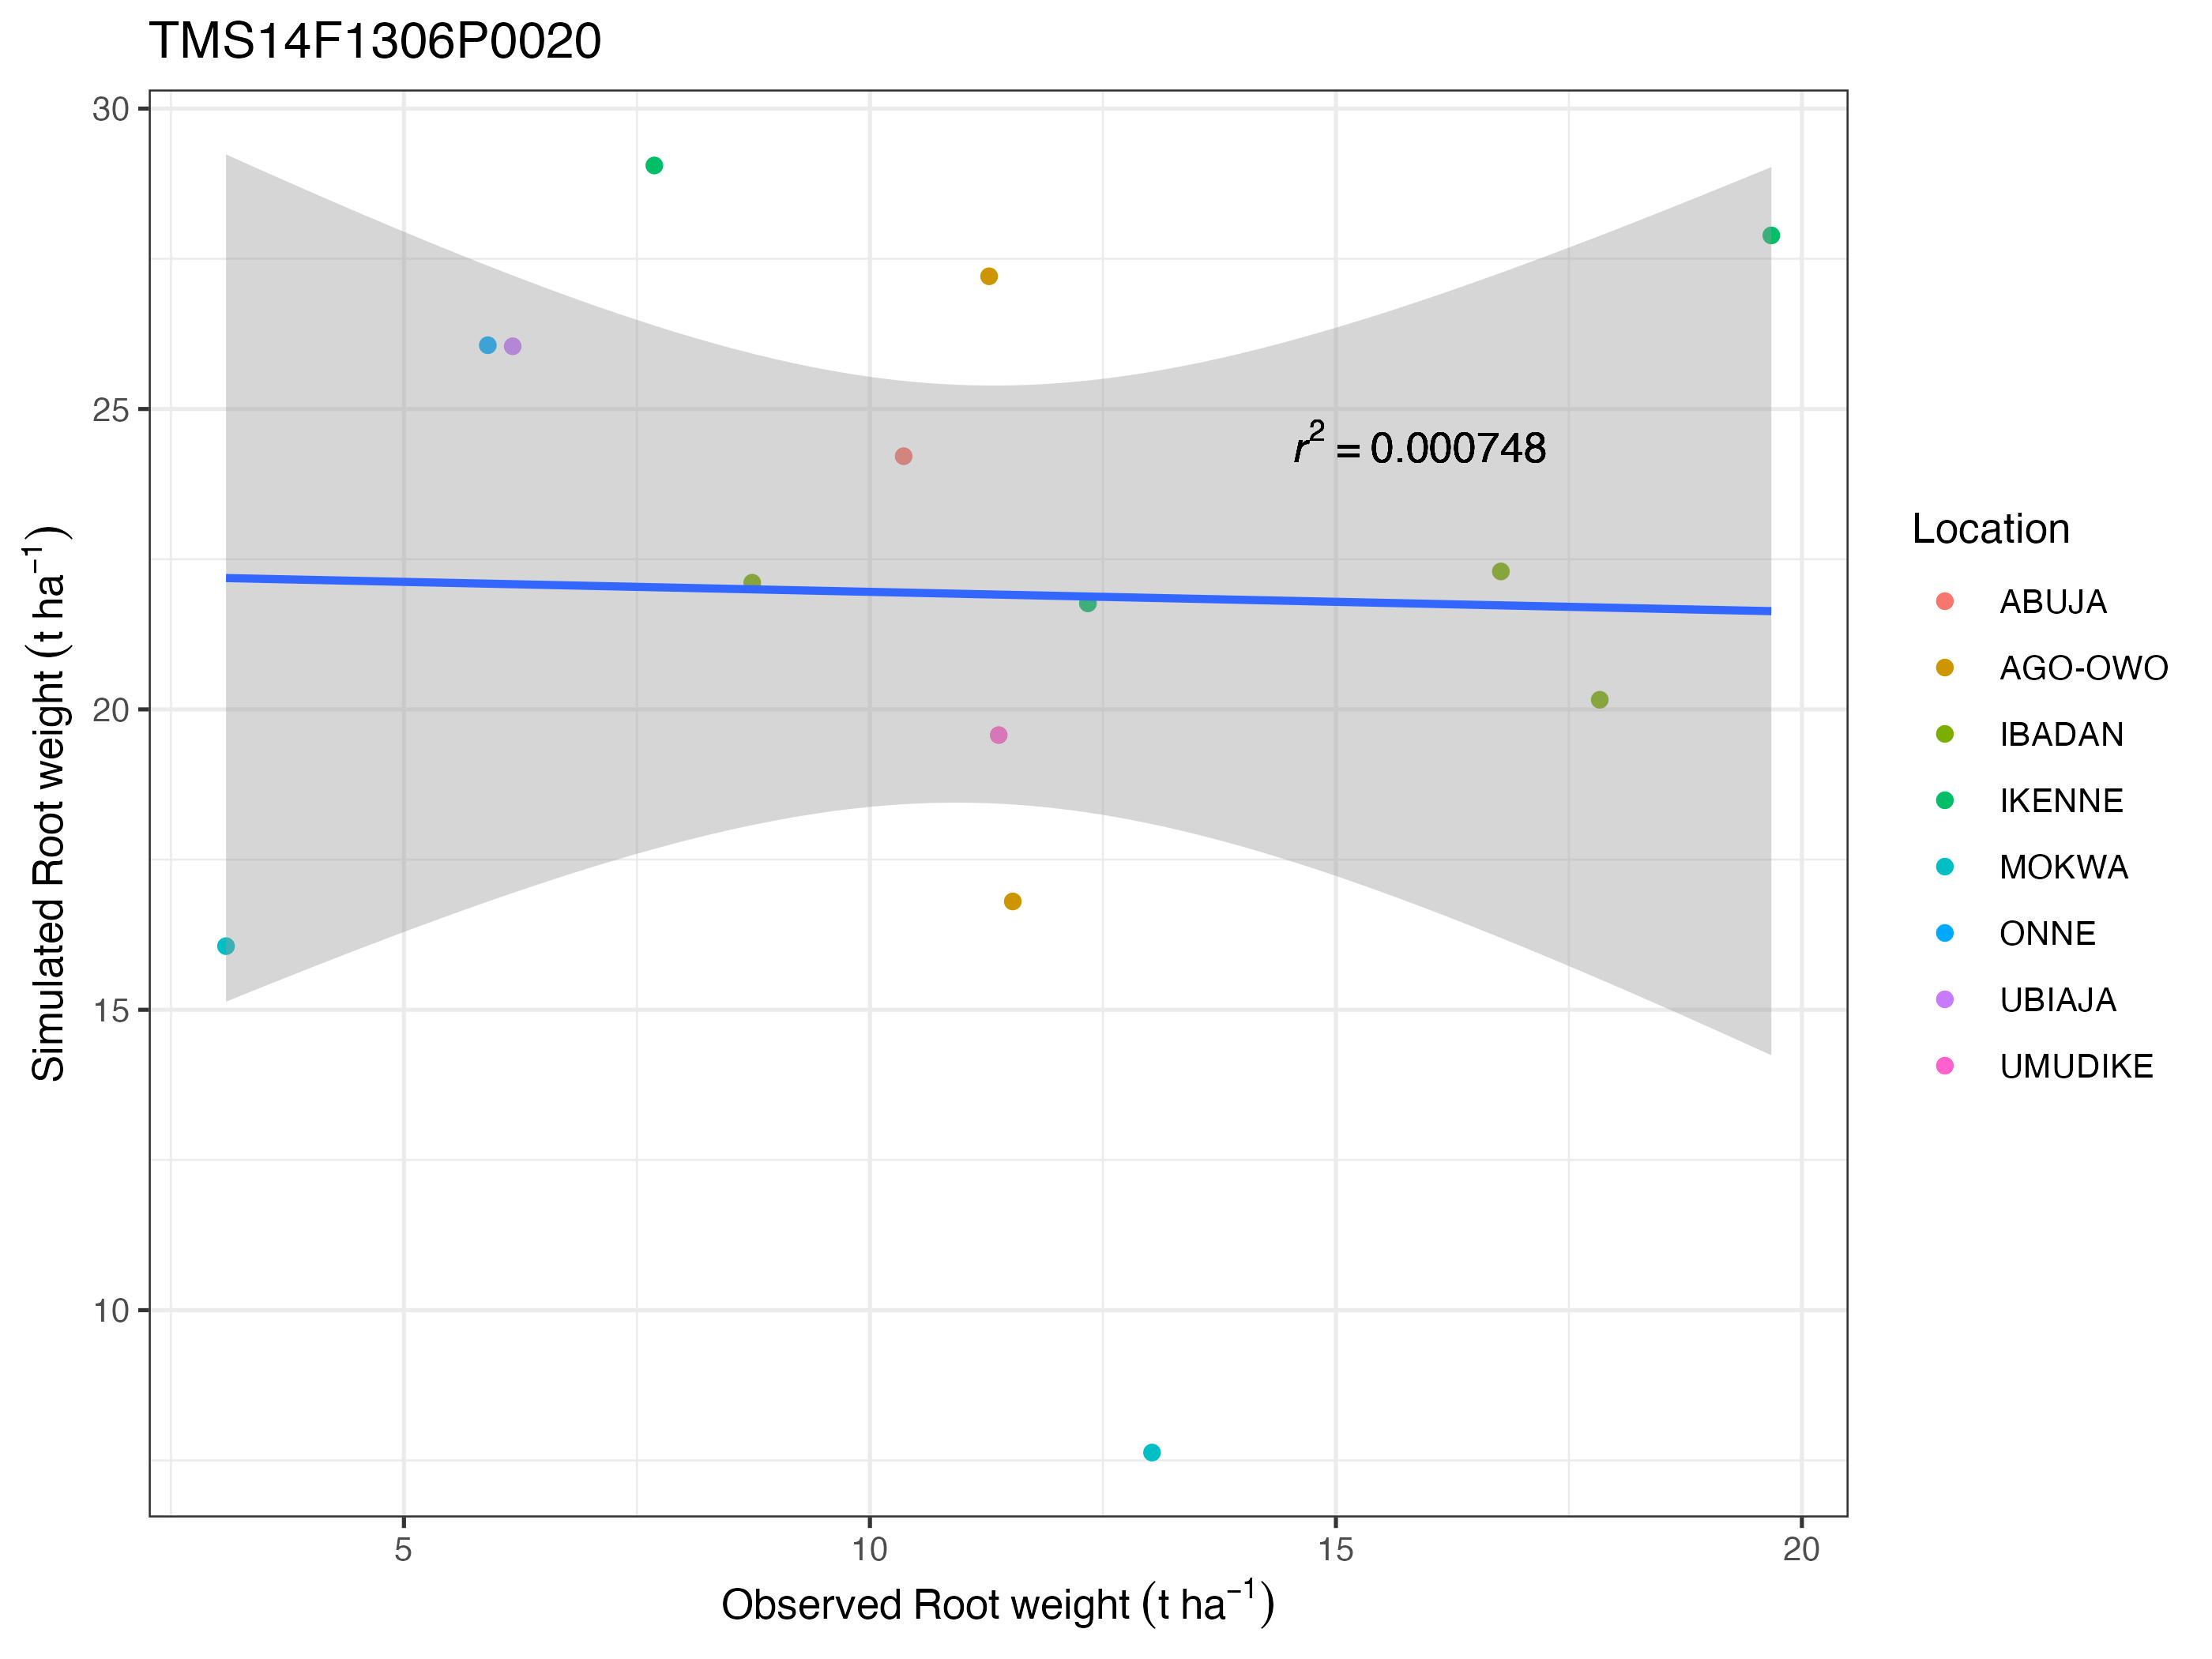 TMS14F1306P0020
30
25
20
15
10
Simulated Root weight (t ha⁻¹)
r² = 0.000748
5
10
15
20
Observed Root weight (t ha⁻¹)
Location
ABUJA
AGO-OWO
IBADAN
IKENNE
MOKWA
ONNE
UBIAJA
UMUDIKE